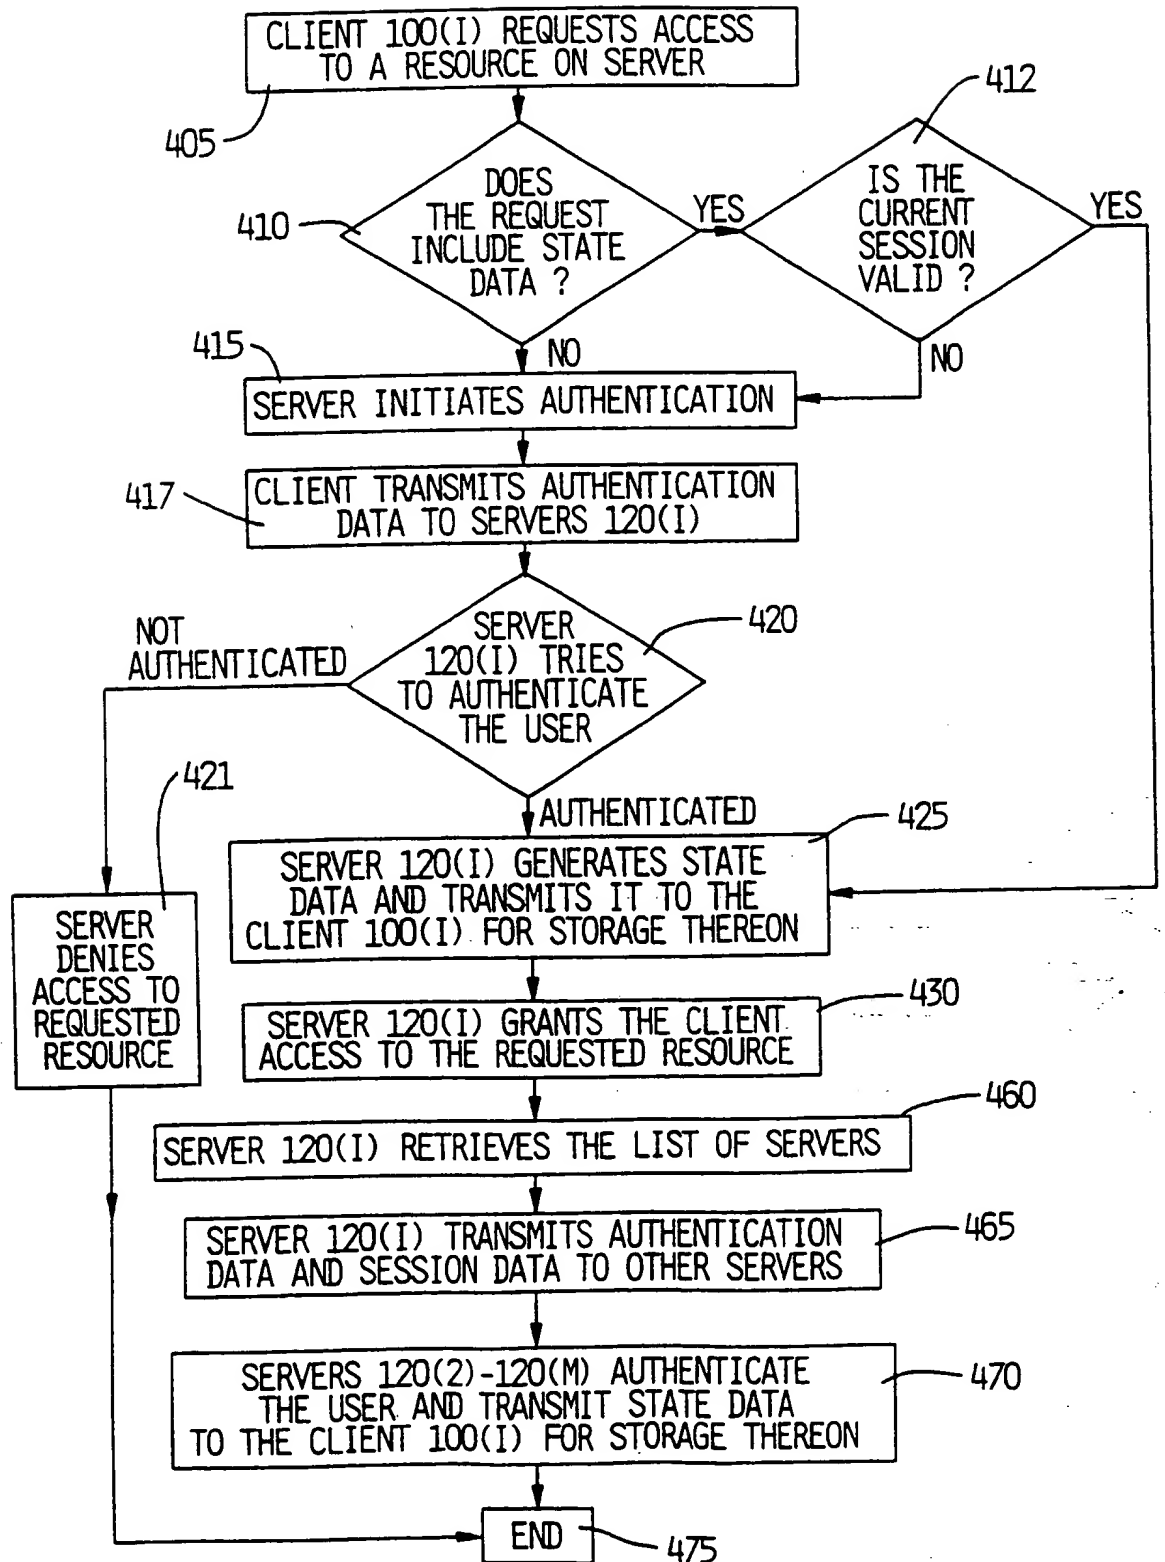 CLIENT 100(I) REQUESTS ACCESS
TO A RESOURCE ON SERVER
405
412
DOES
THE REQUEST
INCLUDE STATE
DATA ?
410
YES
IS THE
CURRENT
SESSION
VALID ?
YES
NO
NO
415
SERVER INITIATES AUTHENTICATION
417
CLIENT TRANSMITS AUTHENTICATION
DATA TO SERVERS 120(I)
SERVER
120(I) TRIES
TO AUTHENTICATE
THE USER
420
NOT
AUTHENTICATED
421
AUTHENTICATED
425
SERVER 120(I) GENERATES STATE
DATA AND TRANSMITS IT TO THE
CLIENT 100(I) FOR STORAGE THEREON
SERVER
DENIES
ACCESS TO
REQUESTED
RESOURCE
430
SERVER 120(I) GRANTS THE CLIENT
ACCESS TO THE REQUESTED RESOURCE
460
SERVER 120(I) RETRIEVES THE LIST OF SERVERS
465
SERVER 120(I) TRANSMITS AUTHENTICATION
DATA AND SESSION DATA TO OTHER SERVERS
470
SERVERS 120(2)-120(M) AUTHENTICATE
THE USER AND TRANSMIT STATE DATA
TO THE CLIENT 100(I) FOR STORAGE THEREON
END
475